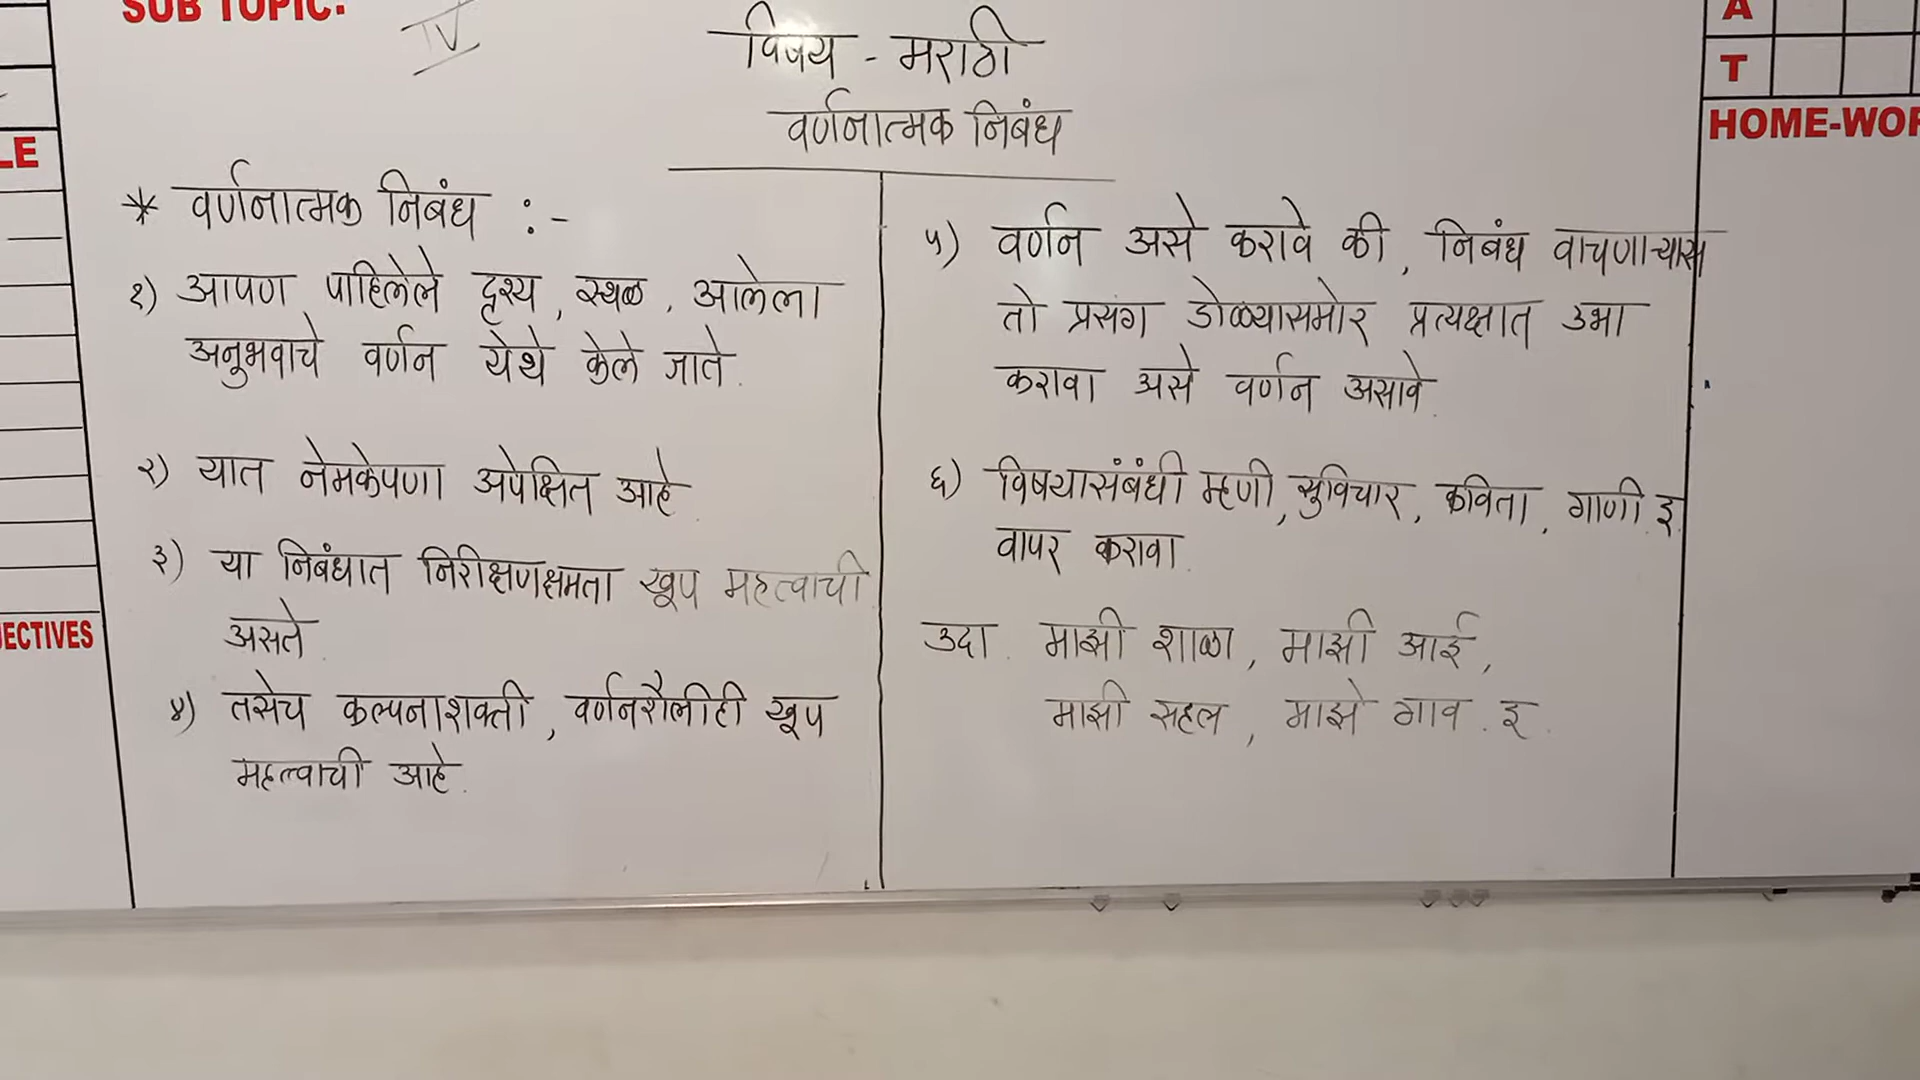 SUB TOPIC:
IV
विषय - मराठी
वर्णनात्मक निबंध
* वर्णनात्मक निबंध :-
१) आपण पाहिलेले दृश्य, स्थळ, आलेला
अनुभवाचे वर्णन येथे केले जाते.
२) यात नेमकेपणा अपेक्षित आहे.
३) या निबंधात निरीक्षणक्षमता खूप महत्वाची
असते.
४) तसेच कल्पनाशक्ती, वर्णनशैलीही खूप
महत्वाची आहे.
५) वर्णन असे करावे की, निबंध वाचणाऱ्यास
तो प्रसंग डोळ्यासमोर प्रत्यक्षात उभा
करावा असे वर्णन असावे.
६) विषयासंबंधी म्हणी, सुविचार, कविता, गाणी इ.
वापर करावा.
उदा. माझी शाळा, माझी आई,
माझी सहल, माझे गाव. इ.
A
T
HOME-WOR
LE
JECTIVES